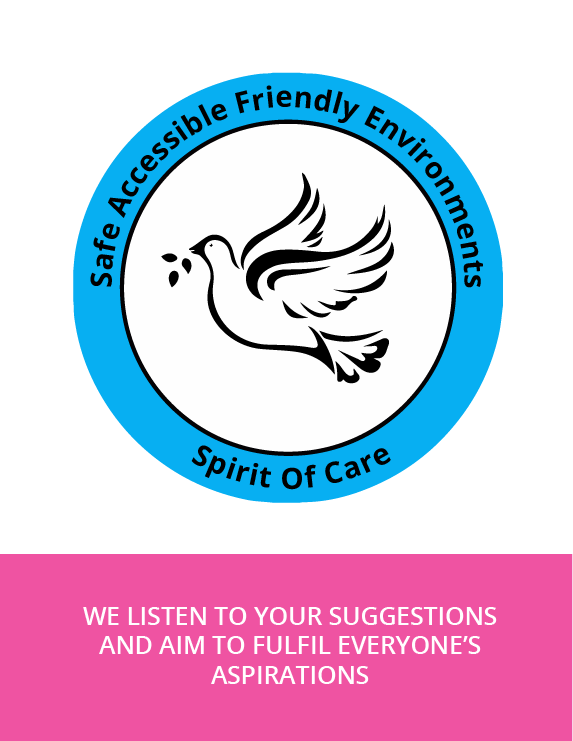 Safe Accessible Friendly Environments
Spirit Of Care
WE LISTEN TO YOUR SUGGESTIONS
AND AIM TO FULFIL EVERYONE’S
ASPIRATIONS